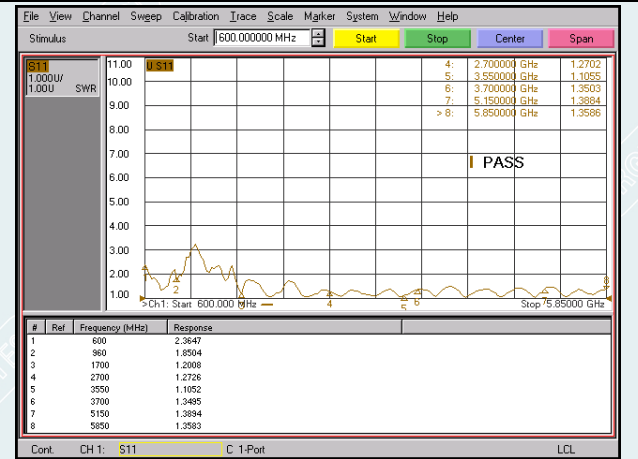 File View Channel Sweep Calibration Trace Scale Marker System Window Help
Stimulus Start 600.000000 MHz Start Stop Center Span
S11
1.000U/
1.00U SWR
11.00
10.00
9.00
8.00
7.00
6.00
5.00
4.00
3.00
2.00
1.00
U S11
4: 2.700000 GHz 1.2702
5: 3.550000 GHz 1.1055
6: 3.700000 GHz 1.3503
7: 5.150000 GHz 1.3884
> 8: 5.850000 GHz 1.3586
PASS
2 4 5 6 7 8
>Ch1: Start 600.000 MHz Stop 5.85000 GHz
# Ref Frequency (MHz) Response
1 600 2.3647
2 960 1.8504
3 1700 1.2008
4 2700 1.2726
5 3550 1.1052
6 3700 1.3495
7 5150 1.3894
8 5850 1.3583
Cont. CH 1: S11 C 1-Port LCL